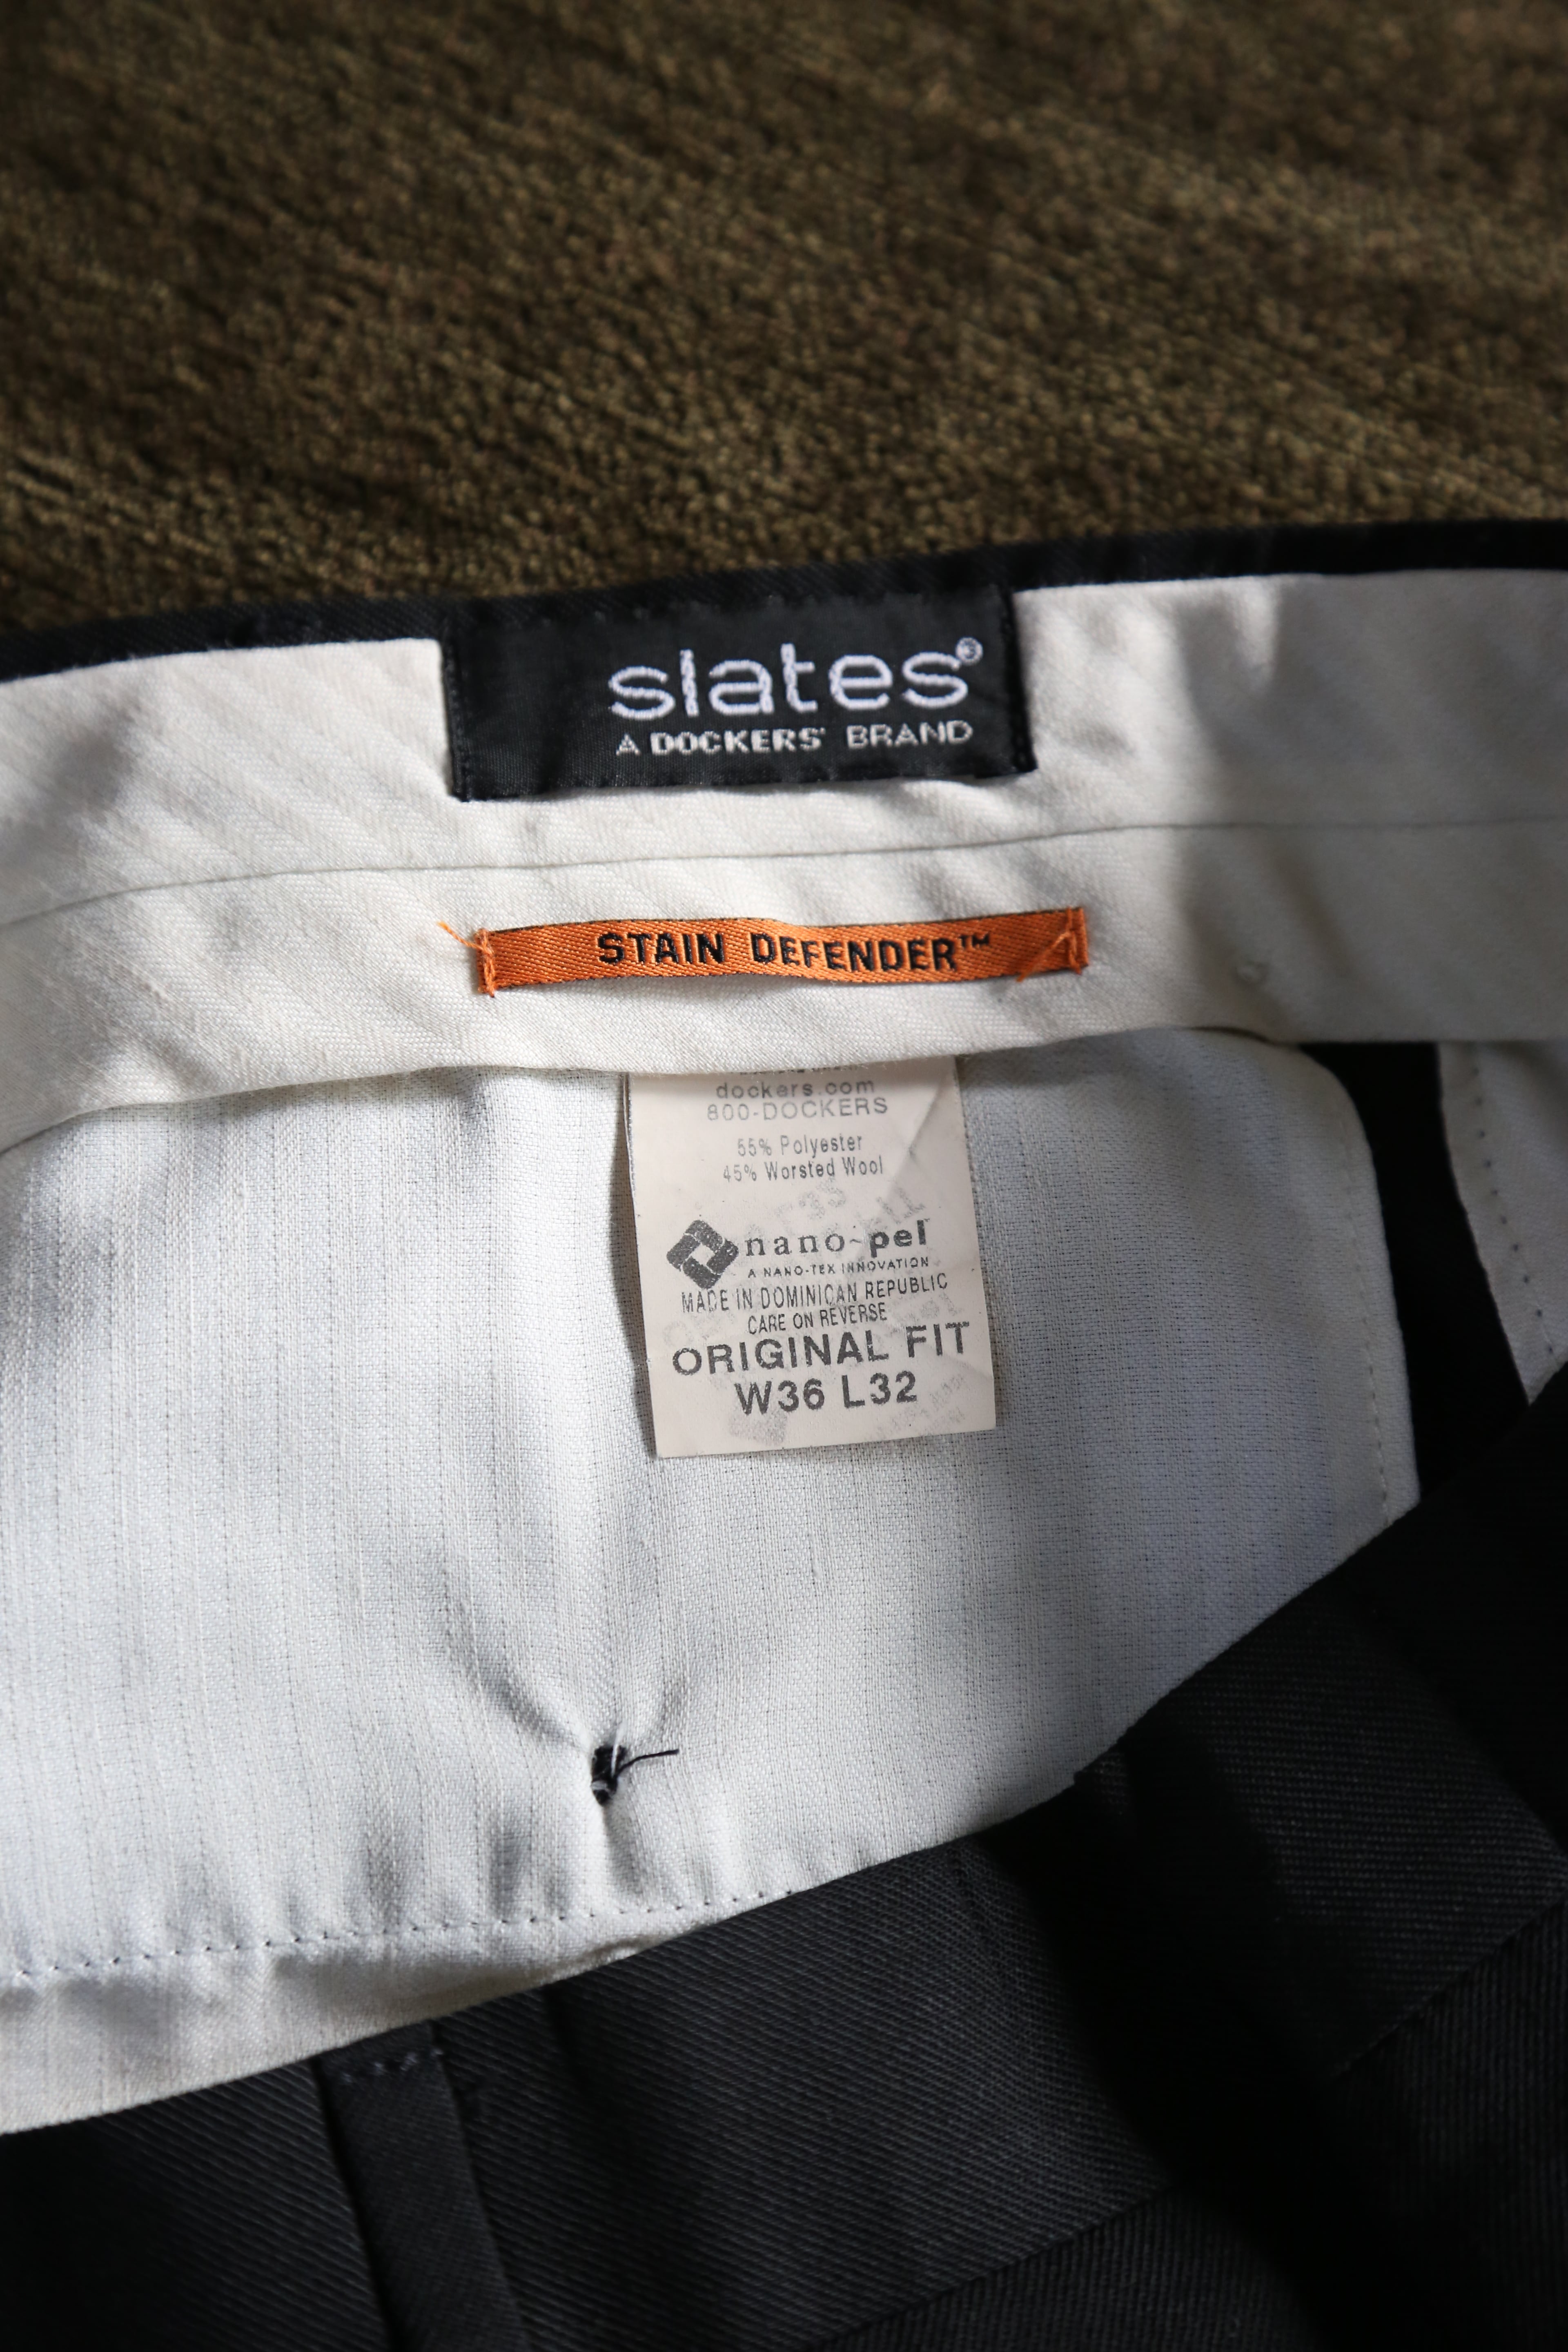 slates®
A DOCKERS® BRAND
STAIN DEFENDER™
dockers.com
800-DOCKERS
55% Polyester
45% Worsted Wool
nano-pel
A NANO-TEX INNOVATION
MADE IN DOMINICAN REPUBLIC
CARE ON REVERSE
ORIGINAL FIT
W36 L32